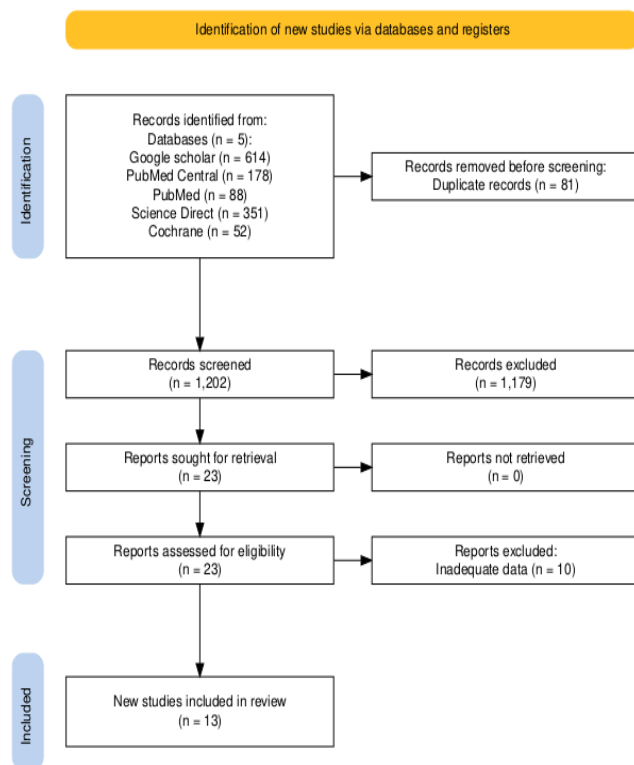 Identification of new studies via databases and registers
Identification
Records identified from:
Databases (n = 5):
Google scholar (n = 614)
PubMed Central (n = 178)
PubMed (n = 88)
Science Direct (n = 351)
Cochrane (n = 52)
Records removed before screening:
Duplicate records (n = 81)
Screening
Records screened
(n = 1,202)
Records excluded
(n = 1,179)
Reports sought for retrieval
(n = 23)
Reports not retrieved
(n = 0)
Reports assessed for eligibility
(n = 23)
Reports excluded:
Inadequate data (n = 10)
Included
New studies included in review
(n = 13)